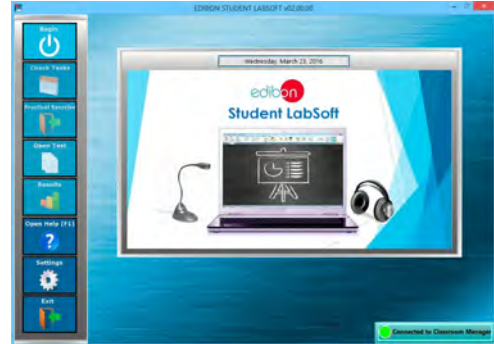 EDIBON STUDENT LABSOFT v02.00.00
Begin
Check Tasks
Practical Exercise
Open Test
Results
Open Help (F1)
Settings
Exit
Wednesday, March 23, 2016
edibon
Student LabSoft
Connected to Classroom Manager